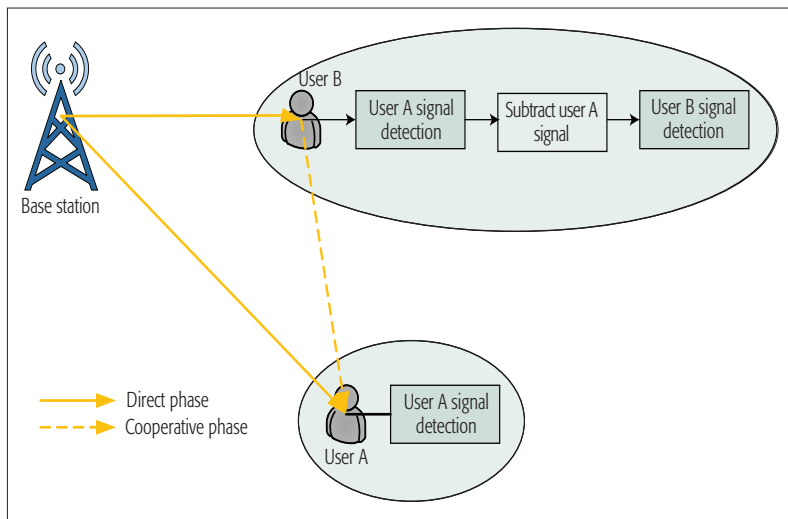 User B
User A signal
detection
Subtract user A
signal
User B signal
detection
Base station
Direct phase
Cooperative phase
User A signal
detection
User A